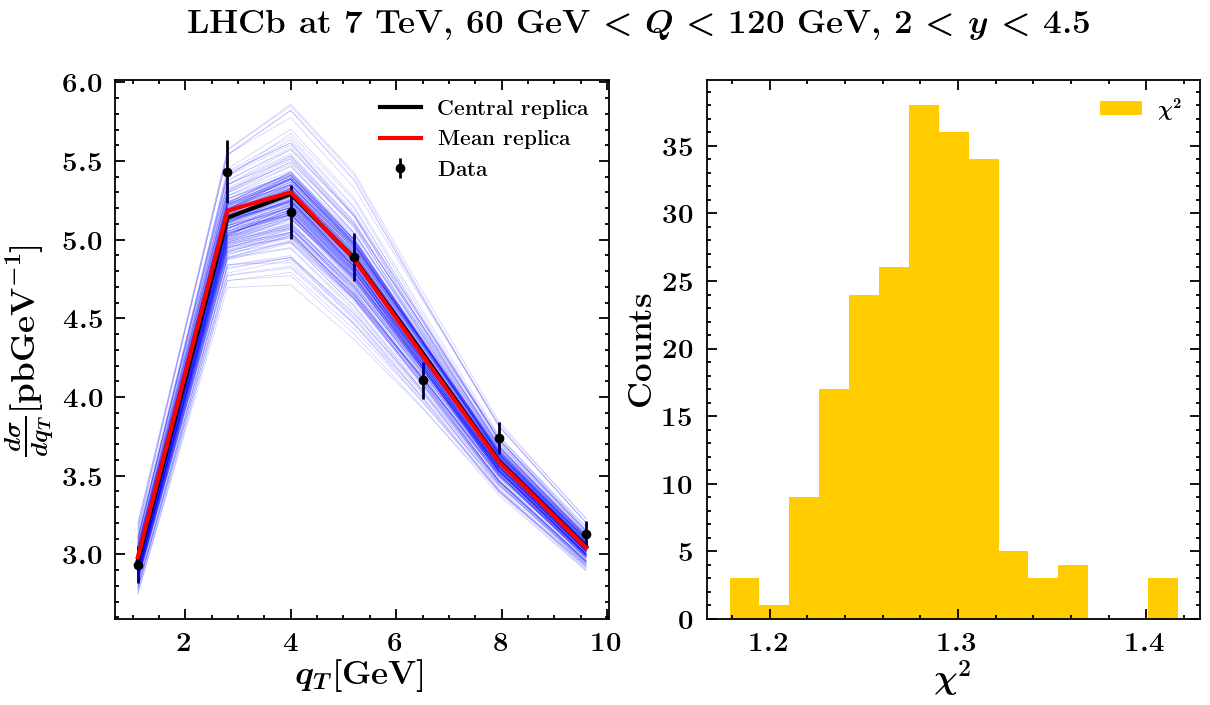 LHCb at 7 TeV, 60 GeV < Q < 120 GeV, 2 < y < 4.5
6.0
5.5
5.0
4.5
4.0
3.5
3.0
dσ/dq_T [pbGeV⁻¹]
Central replica
Mean replica
Data
2 4 6 8 10
q_T[GeV]
35
30
25
20
15
10
5
0
Counts
χ²
1.2 1.3 1.4
χ²